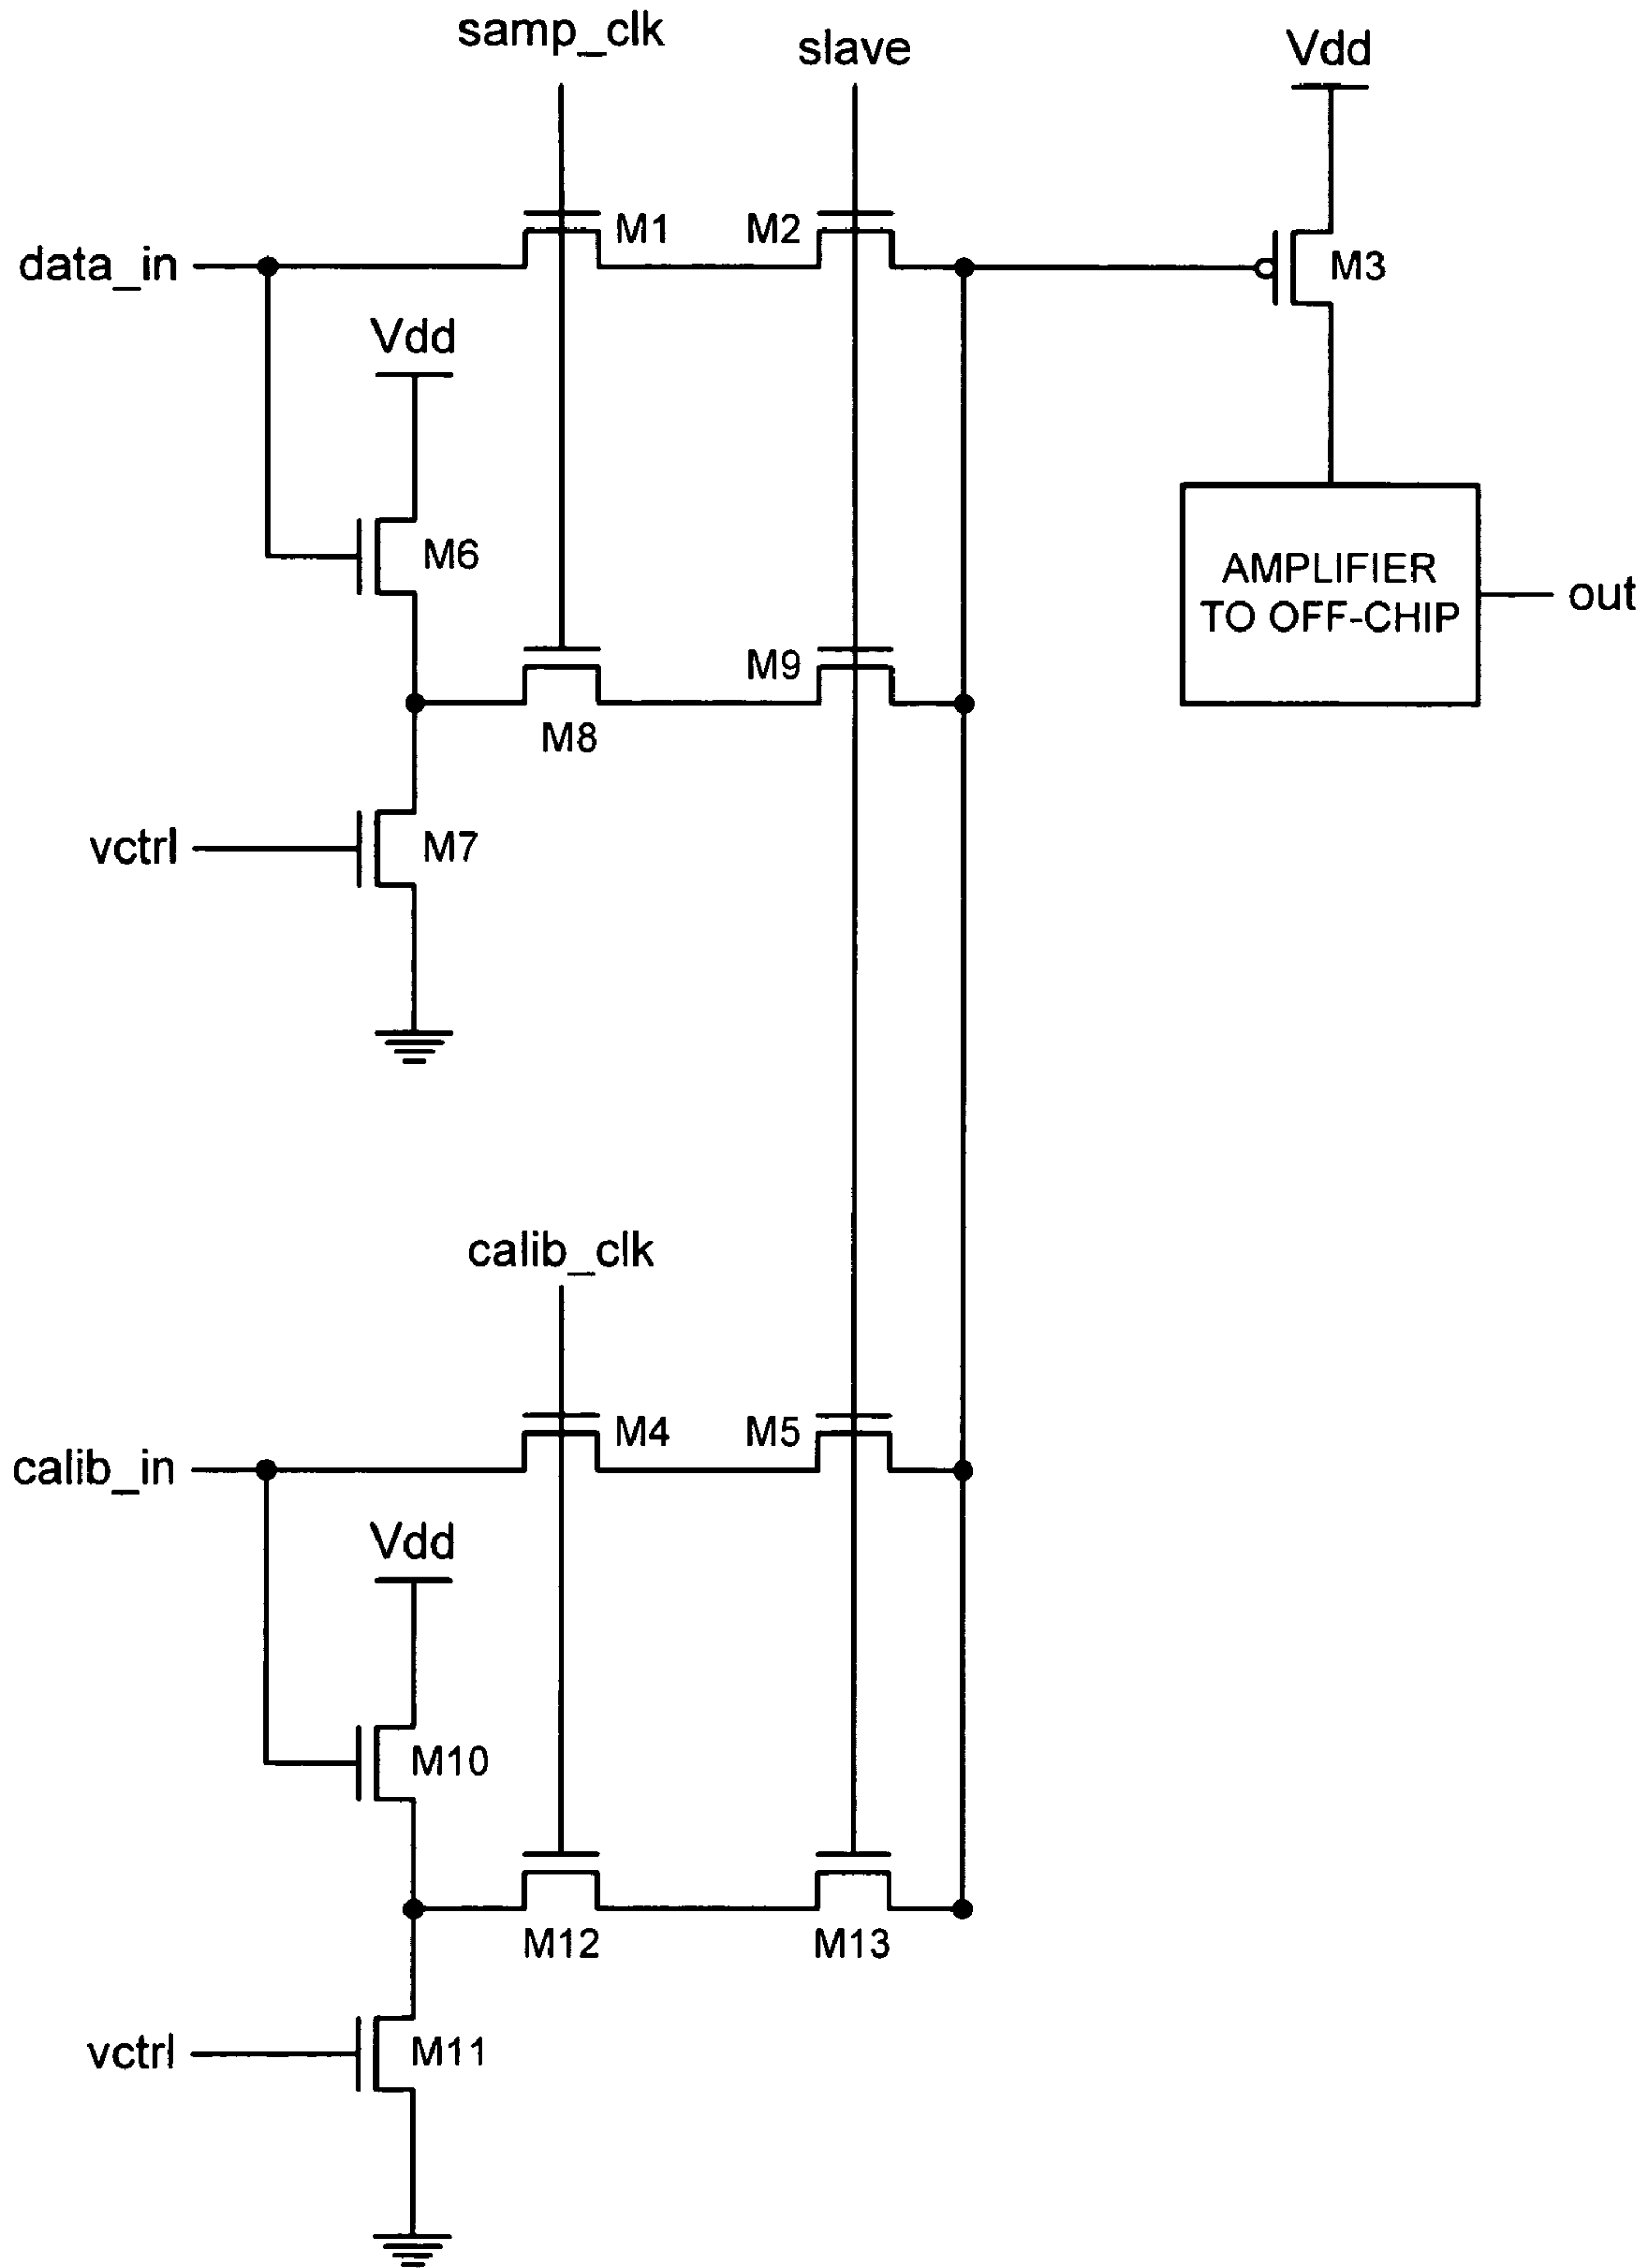 samp_clk
slave
Vdd
M1
M2
data_in
M3
Vdd
M6
AMPLIFIER
TO OFF-CHIP
out
M9
M8
vctrl
M7
calib_clk
M4
M5
calib_in
Vdd
M10
M12
M13
vctrl
M11